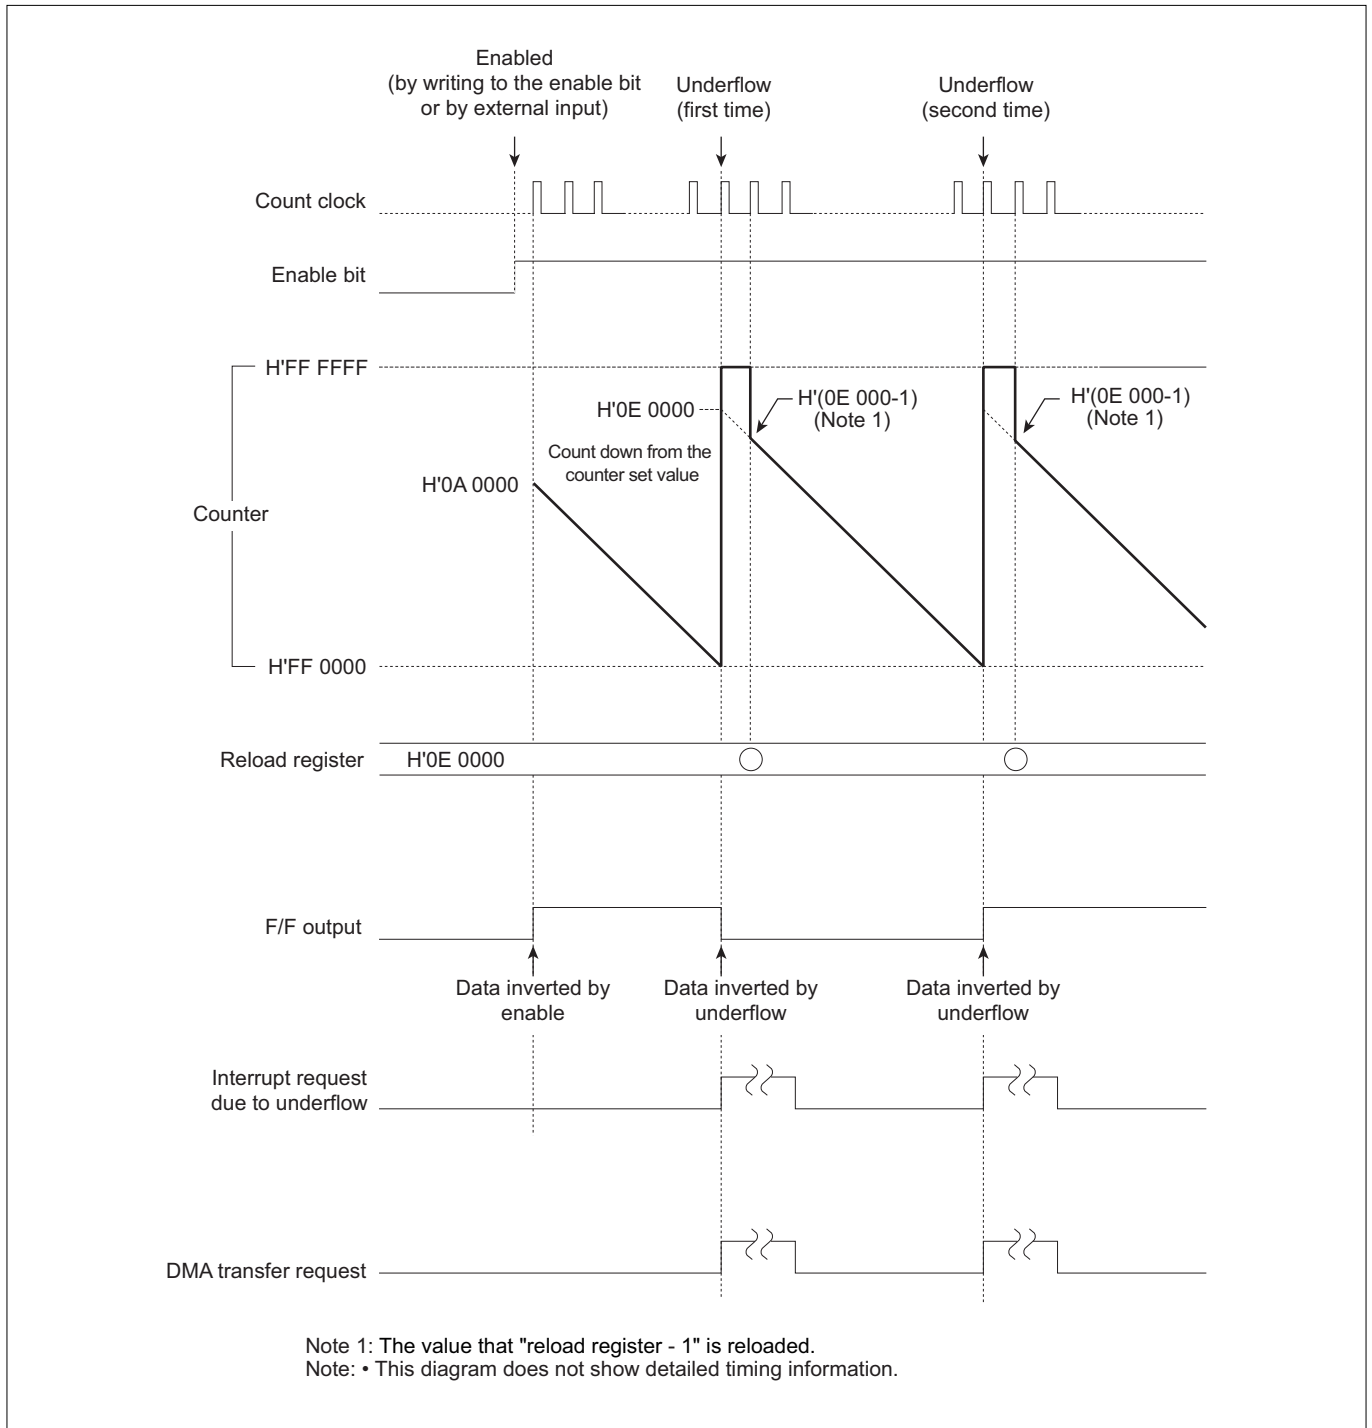 Enabled
(by writing to the enable bit
or by external input)
Underflow
(first time)
Underflow
(second time)
Count clock
Enable bit
H'FF FFFF
H'0E 0000
H'(0E 000-1)
(Note 1)
H'(0E 000-1)
(Note 1)
Count down from the
counter set value
H'0A 0000
Counter
H'FF 0000
Reload register
H'0E 0000
F/F output
Data inverted by
enable
Data inverted by
underflow
Data inverted by
underflow
Interrupt request
due to underflow
DMA transfer request
Note 1: The value that "reload register - 1" is reloaded.
Note: • This diagram does not show detailed timing information.